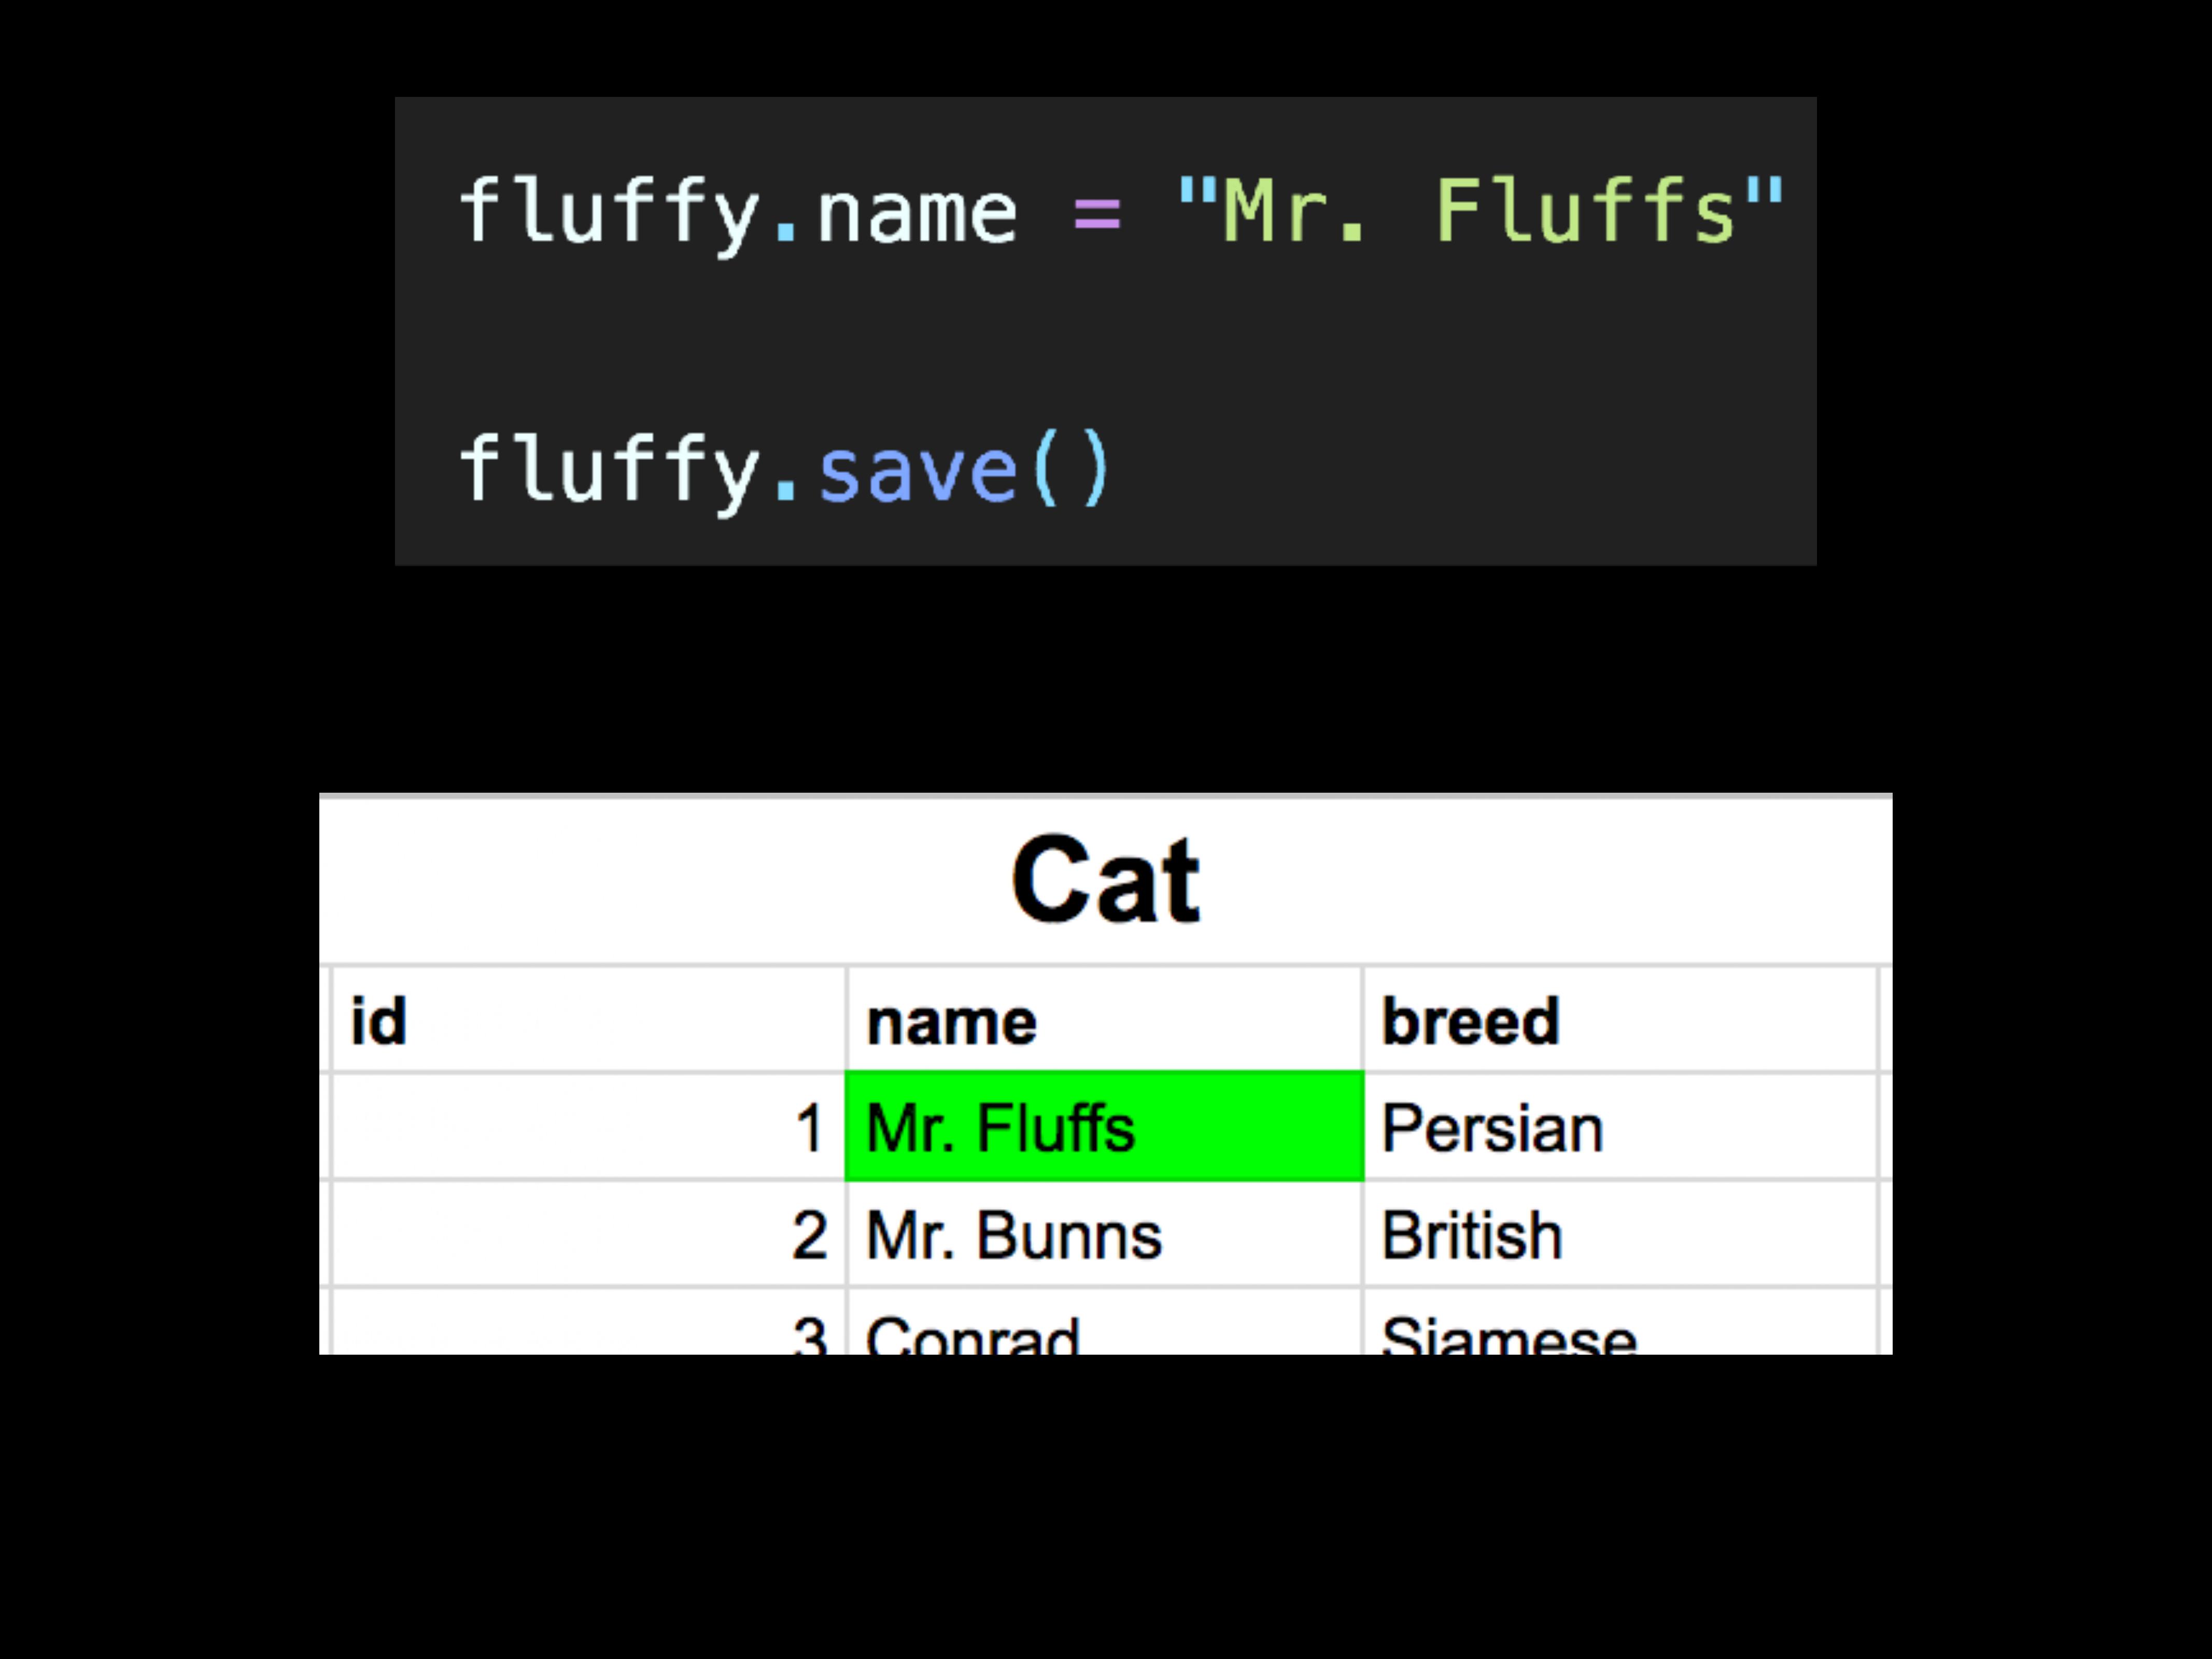 fluffy.name = "Mr. Fluffs"
fluffy.save()
Cat
id name breed
1 Mr. Fluffs Persian
2 Mr. Bunns British
3 Conrad Siamese